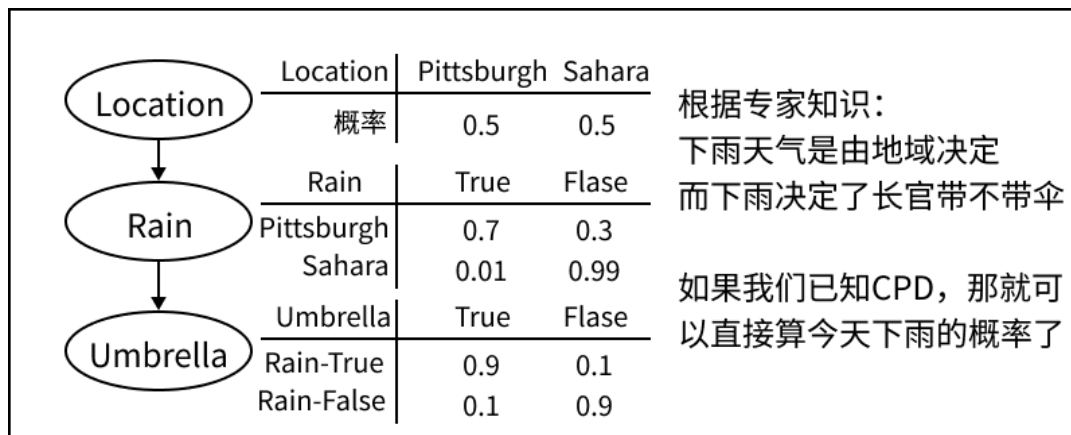 Location
Rain
Umbrella
Location Pittsburgh Sahara
概率 0.5 0.5
Rain True Flase
Pittsburgh 0.7 0.3
Sahara 0.01 0.99
Umbrella True Flase
Rain-True 0.9 0.1
Rain-False 0.1 0.9
根据专家知识：
下雨天气是由地域决定
而下雨决定了长官带不带伞
如果我们已知CPD，那就可
以直接算今天下雨的概率了